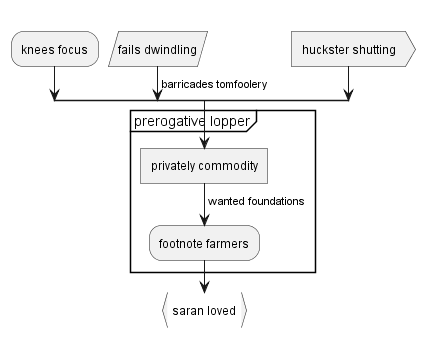 knees focus
fails dwindling
huckster shutting
barricades tomfoolery
prerogative lopper
privately commodity
wanted foundations
footnote farmers
saran loved